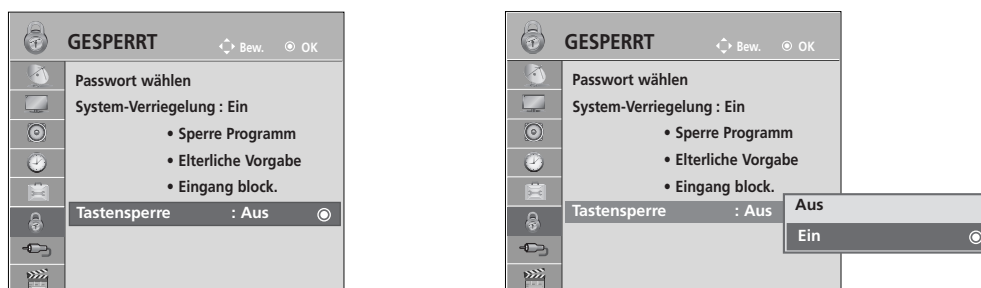 GESPERRT
Bew. OK
Passwort wählen
System-Verriegelung : Ein
• Sperre Programm
• Elterliche Vorgabe
• Eingang block.
Tastensperre : Aus
GESPERRT
Bew. OK
Passwort wählen
System-Verriegelung : Ein
• Sperre Programm
• Elterliche Vorgabe
• Eingang block.
Tastensperre : Aus
Aus
Ein